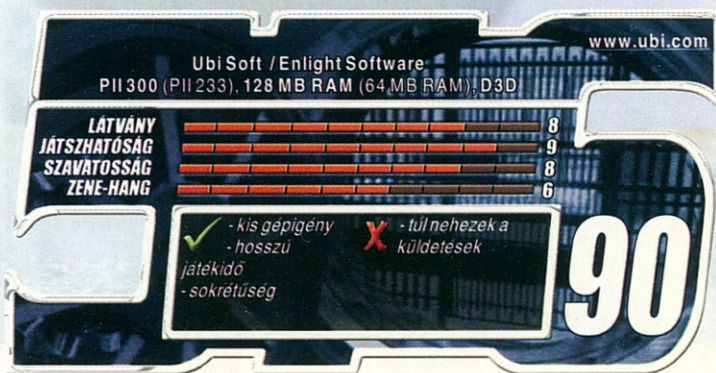 www.ubi.com
Ubi Soft / Enlight Software
PII 300 (PII 233), 128 MB RAM (64 MB RAM), D3D
LÁTVÁNY 8
JÁTSZHATÓSÁG 9
SZAVATOSSÁG 8
ZENE-HANG 6
- kis gépigény
- hosszú
játékidő
- sokrétűség
- túl nehezek a
küldetések
90